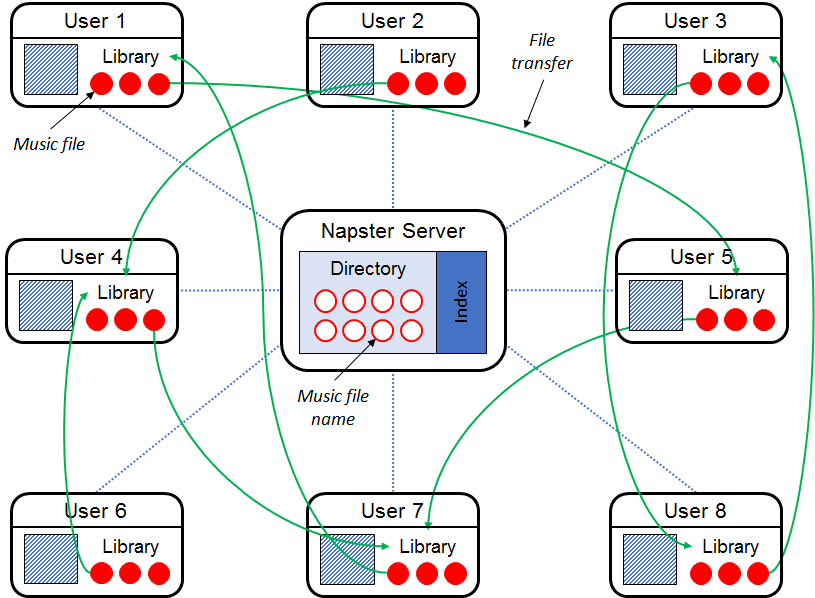 User 1
Library
Music file
User 2
Library
File
transfer
User 3
Library
User 4
Library
Napster Server
Directory
Index
Music file
name
User 5
Library
User 6
Library
User 7
Library
User 8
Library